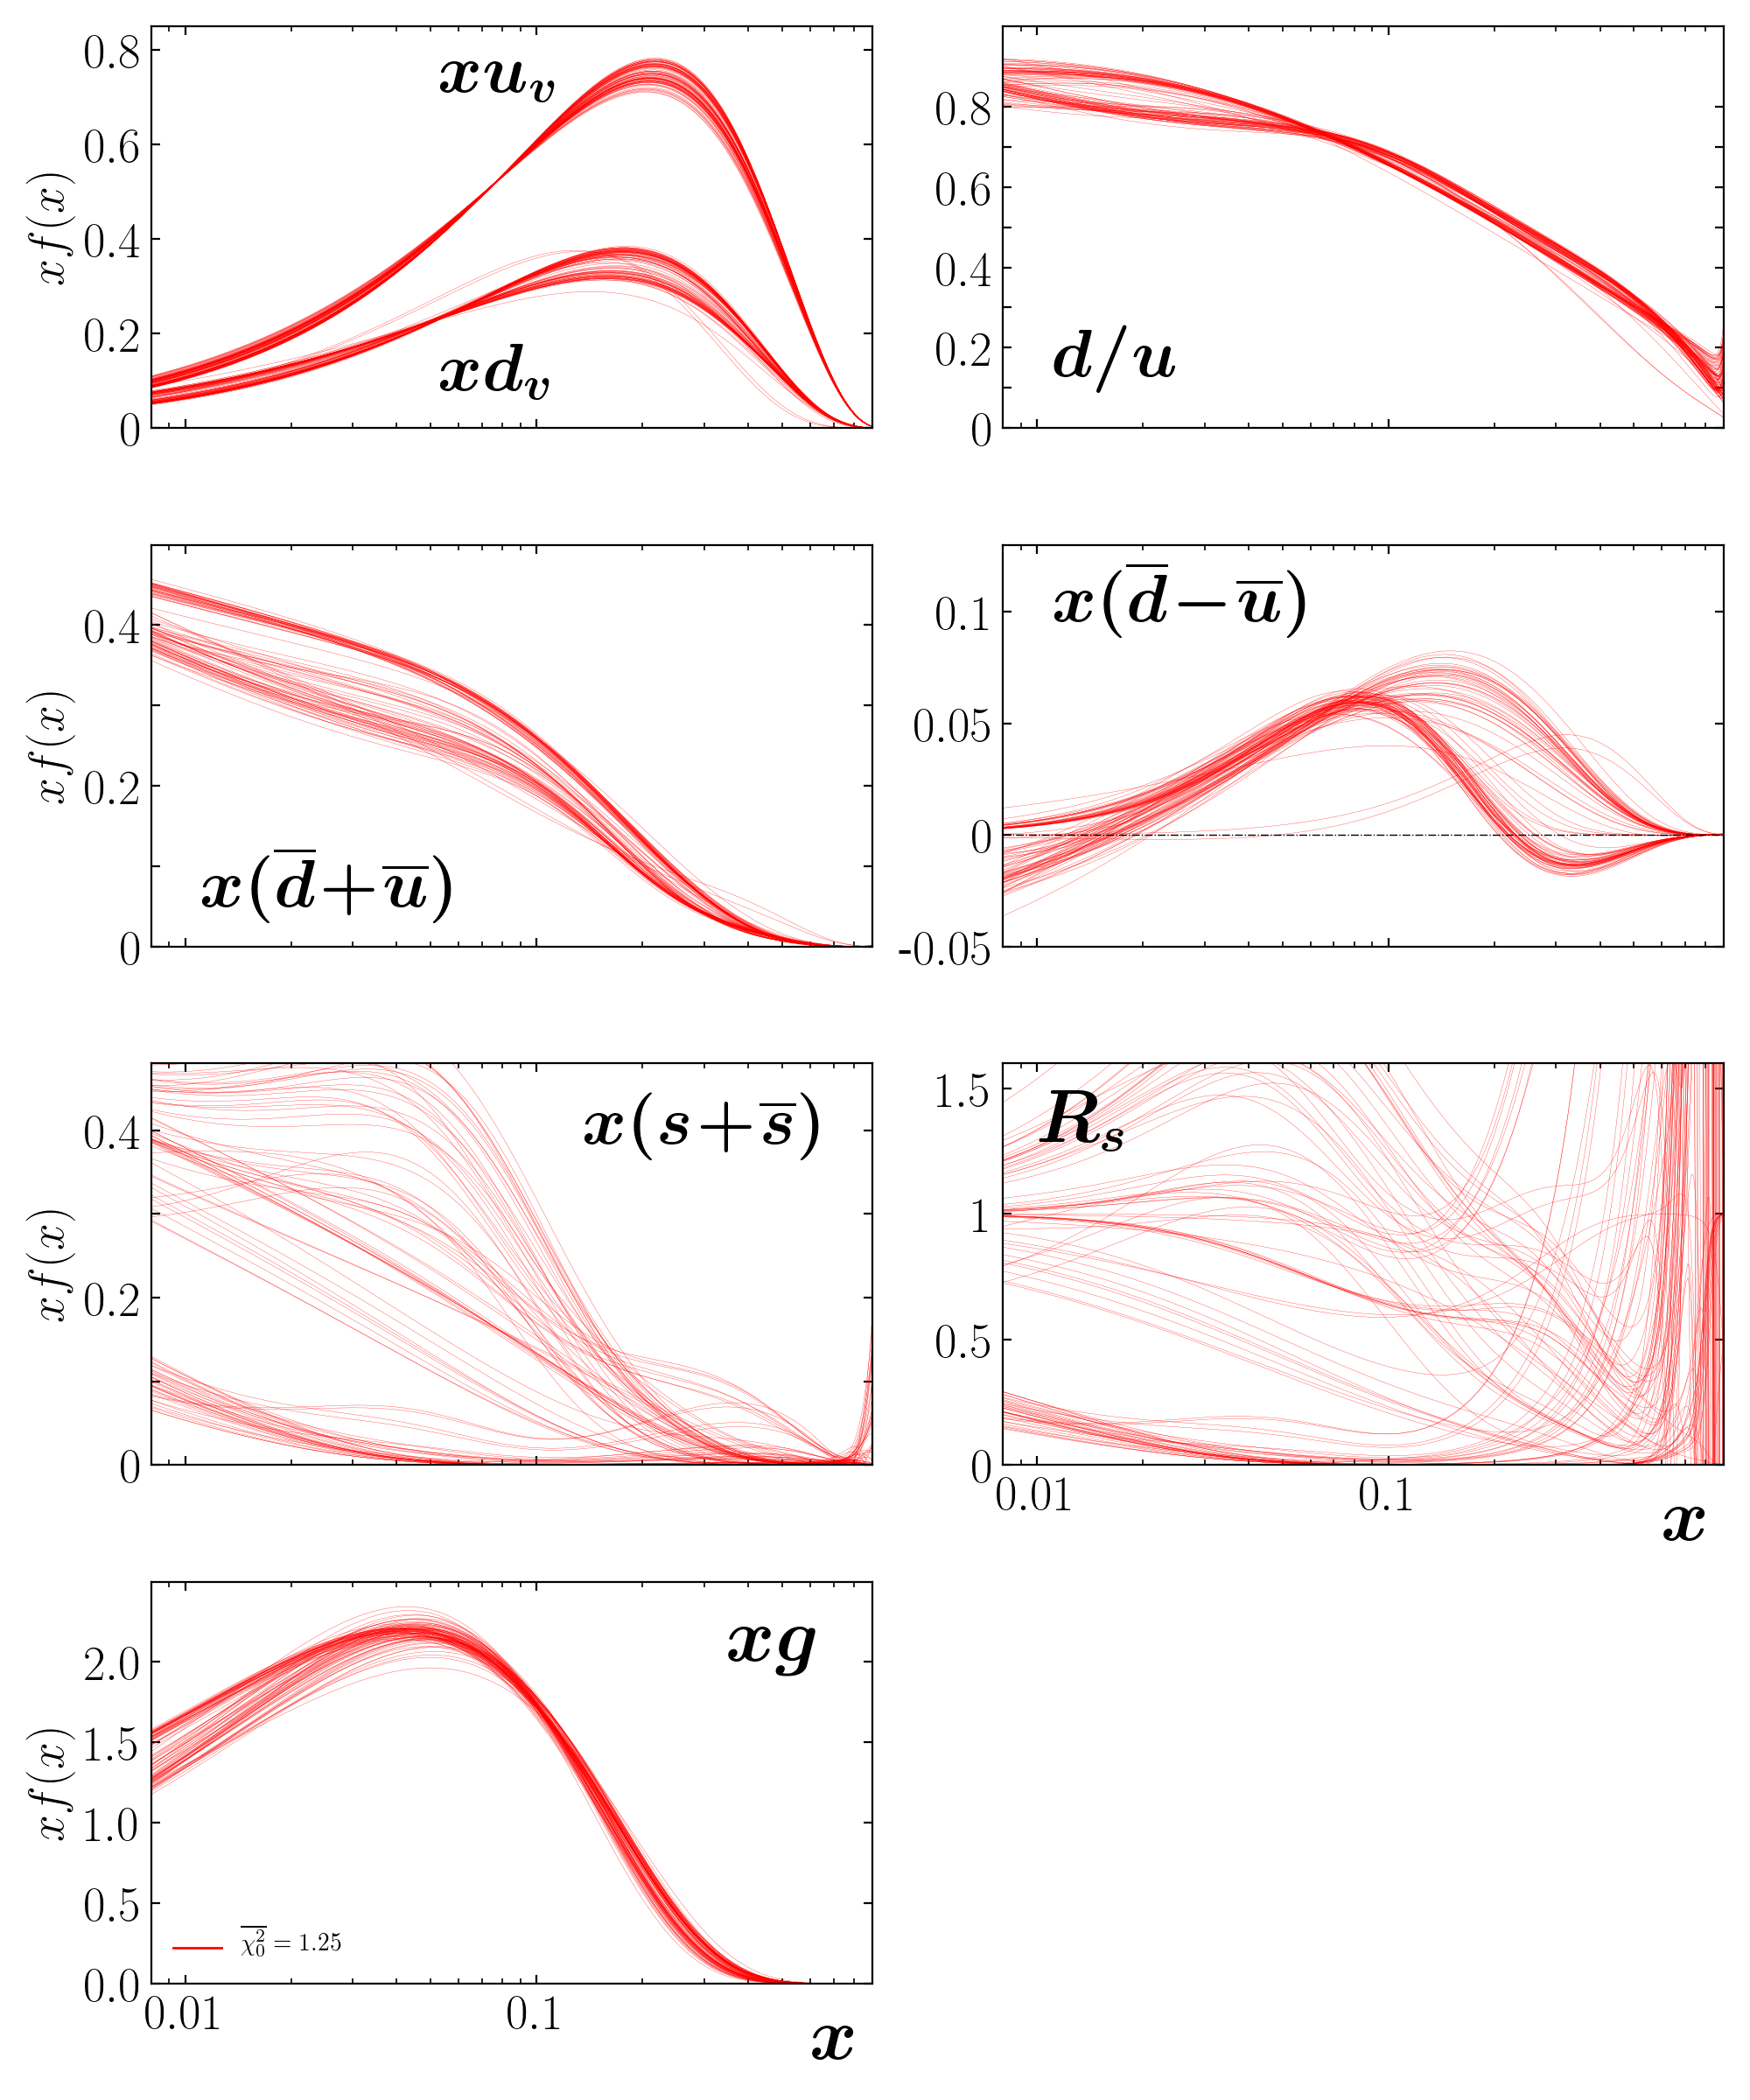 0.8
0.6
0.4
0.2
0
xf(x)
xu_v
xd_v
0.8
0.6
0.4
0.2
0
d/u
0.4
0.2
0
xf(x)
x(d̅+u̅)
0.1
0.05
0
-0.05
x(d̅−u̅)
0.4
0.2
0
xf(x)
x(s+s̅)
1.5
1
0.5
0
R_s
0.01 0.1
x
2.0
1.5
1.0
0.5
0.0
xf(x)
xg
χ̅₀² = 1.25
0.01 0.1
x